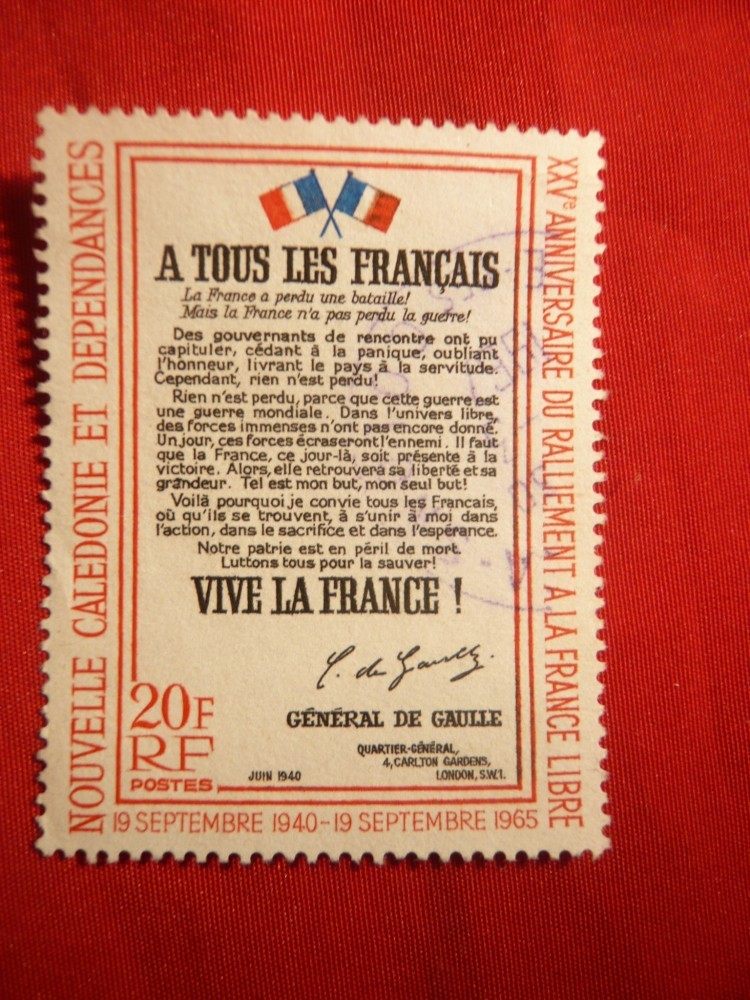 NOUVELLE CALEDONIE ET DEPENDANCES
XXVe ANNIVERSAIRE DU RALLIEMENT A LA FRANCE LIBRE
A TOUS LES FRANÇAIS
La France a perdu une bataille!
Mais la France n'a pas perdu la guerre!
Des gouvernants de rencontre ont pu
capituler, cédant à la panique, oubliant
l'honneur, livrant le pays à la servitude.
Cependant, rien n'est perdu!
Rien n'est perdu, parce que cette guerre est
une guerre mondiale. Dans l'univers libre,
des forces immenses n'ont pas encore donné.
Un jour, ces forces écraseront l'ennemi. Il faut
que la France, ce jour-là, soit présente à la
victoire. Alors, elle retrouvera sa liberté et sa
grandeur. Tel est mon but, mon seul but!
Voilà pourquoi je convie tous les Francais,
où qu'ils se trouvent, à s'unir à moi dans
l'action, dans le sacrifice et dans l'espérance.
Notre patrie est en péril de mort.
Luttons tous pour la sauver!
VIVE LA FRANCE !
C. de Gaulle.
GÉNÉRAL DE GAULLE
QUARTIER-GÉNÉRAL,
4, CARLTON GARDENS,
LONDON, S.W.1.
JUIN 1940
20F
RF
POSTES
19 SEPTEMBRE 1940-19 SEPTEMBRE 1965